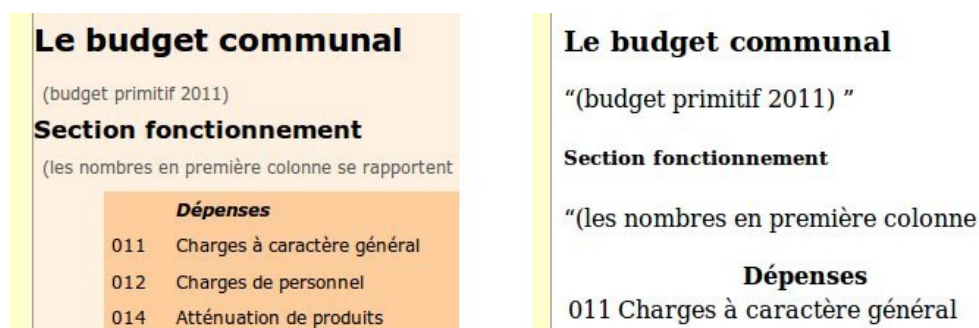 Le budget communal
(budget primitif 2011)
Section fonctionnement
(les nombres en première colonne se rapportent
Dépenses
011 Charges à caractère général
012 Charges de personnel
014 Atténuation de produits
Le budget communal
“(budget primitif 2011) ”
Section fonctionnement
“(les nombres en première colonne
Dépenses
011 Charges à caractère général